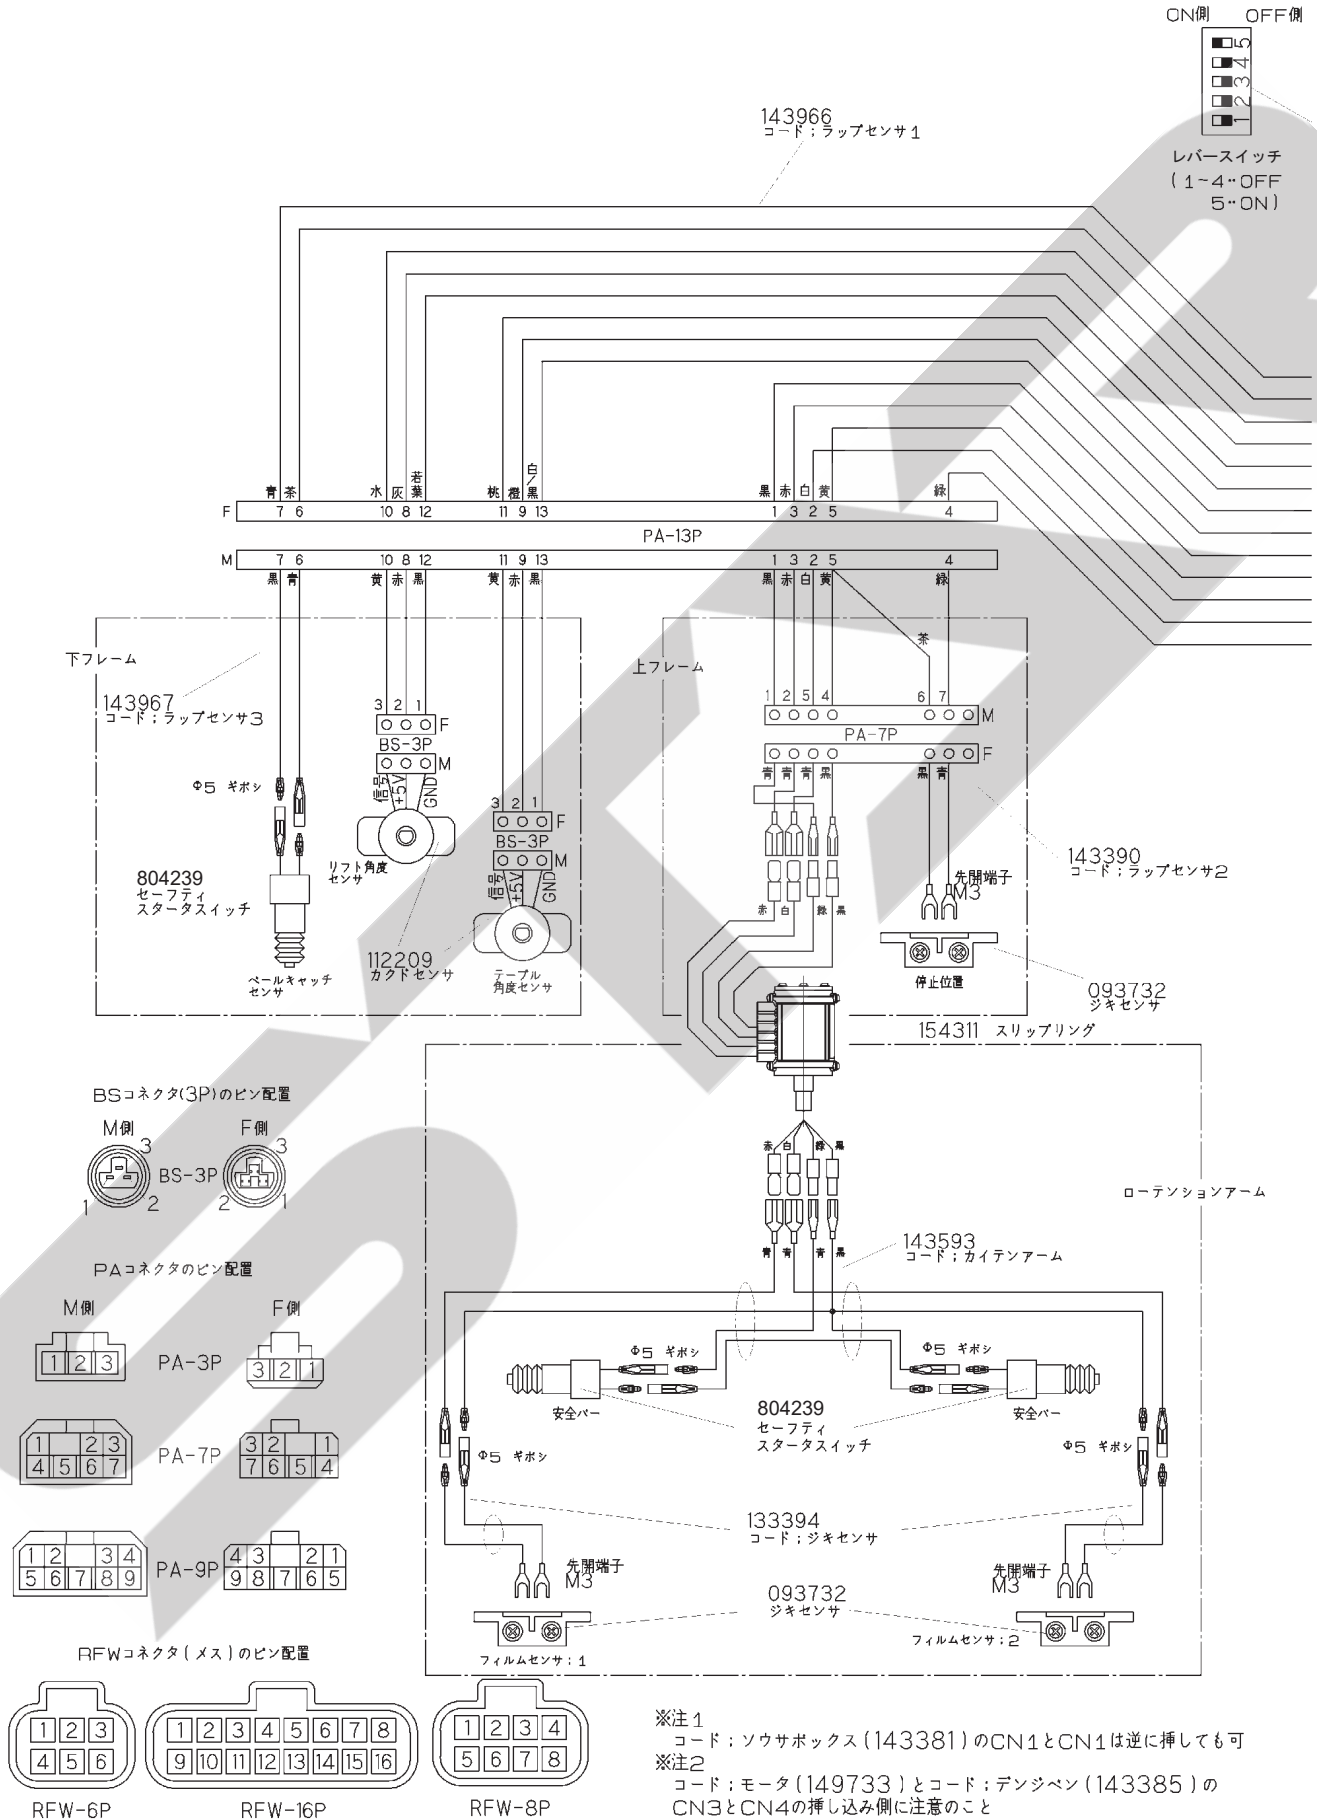 ON側 OFF側
5
4
3
2
1
レバースイッチ
(1~4‥OFF
5‥ON)
143966
コード;ラップセンサ1
青 茶 水 灰 若葉 桃 橙 白/黒 黒 赤 白 黄 緑
F 7 6 10 8 12 11 9 13 1 3 2 5 4
PA-13P
M 7 6 10 8 12 11 9 13 1 3 2 5 4
黒 青 黄 赤 黒 黄 赤 黒 黒 赤 白 黄 緑
下フレーム
143967
コード;ラップセンサ3
3 2 1
F
BS-3P
M
信号 +5V GND
リフト角度
センサ
Φ5 ギボシ
804239
セーフティ
スタータスイッチ
ベールキャッチ
センサ
3 2 1
F
BS-3P
M
信号 +5V GND
テーブル
角度センサ
112209
カクドセンサ
上フレーム
茶
1 2 5 4 6 7
M
PA-7P
F
青 青 青 黒 黒 青
143390
コード;ラップセンサ2
先開端子
M3
赤 白 緑 黒
停止位置
093732
ジキセンサ
154311 スリップリング
ローテンションアーム
赤 白 緑 黒
青 青 青 黒
143593
コード;カイテンアーム
Φ5 ギボシ
Φ5 ギボシ
安全バー
804239
セーフティ
スタータスイッチ
安全バー
Φ5 ギボシ
Φ5 ギボシ
133394
コード;ジキセンサ
先開端子
M3
先開端子
M3
093732
ジキセンサ
フィルムセンサ;1
フィルムセンサ;2
BSコネクタ(3P)のピン配置
M側 F側
3 3
BS-3P
1 2 2 1
PAコネクタのピン配置
M側 F側
1 2 3 PA-3P 3 2 1
1 2 3 3 2 1
PA-7P
4 5 6 7 7 6 5 4
1 2 3 4 4 3 2 1
PA-9P
5 6 7 8 9 9 8 7 6 5
RFWコネクタ(メス)のピン配置
1 2 3
4 5 6
RFW-6P
1 2 3 4 5 6 7 8
9 10 11 12 13 14 15 16
RFW-16P
1 2 3 4
5 6 7 8
RFW-8P
※注1
コード;ソウサボックス(143381)のCN1とCN1は逆に挿しても可
※注2
コード;モータ(149733)とコード;デンジベン(143385)の
CN3とCN4の挿し込み側に注意のこと